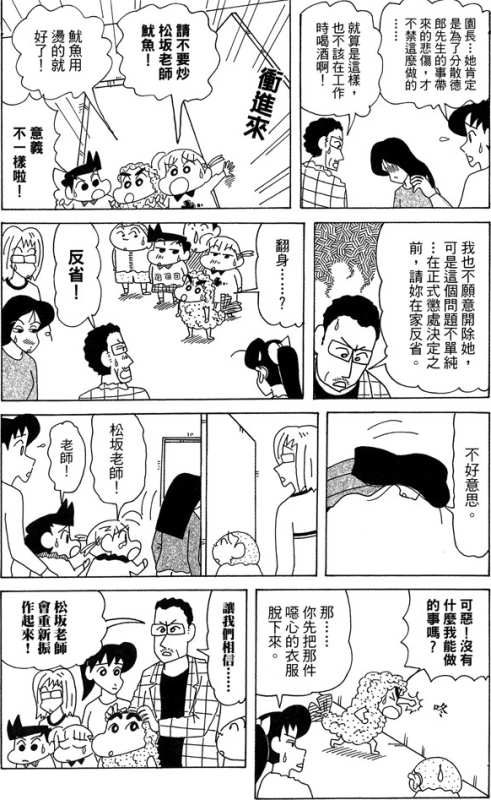 園長…她肯定
是為了分散德
郎先生的事帶
來的悲傷，才
不禁這麼做的
……
就算是這樣，
也不該在工作
時喝酒啊！
衝進來
請不要炒
松坂老師
魷魚！
魷魚用
燙的就
好了！
意義
不一樣啦！
我也不願意開除她，
可是這個問題不單純
…在正式懲處決定之
前，請妳在家反省。
翻身……？
反省！
不好意思。
松坂老師！
老師！
可惡！沒有
什麼我能做
的事嗎？
咚
那……
你先把那件
噁心的衣服
脫下來。
讓我們相信……
松坂老師
會重新振
作起來！